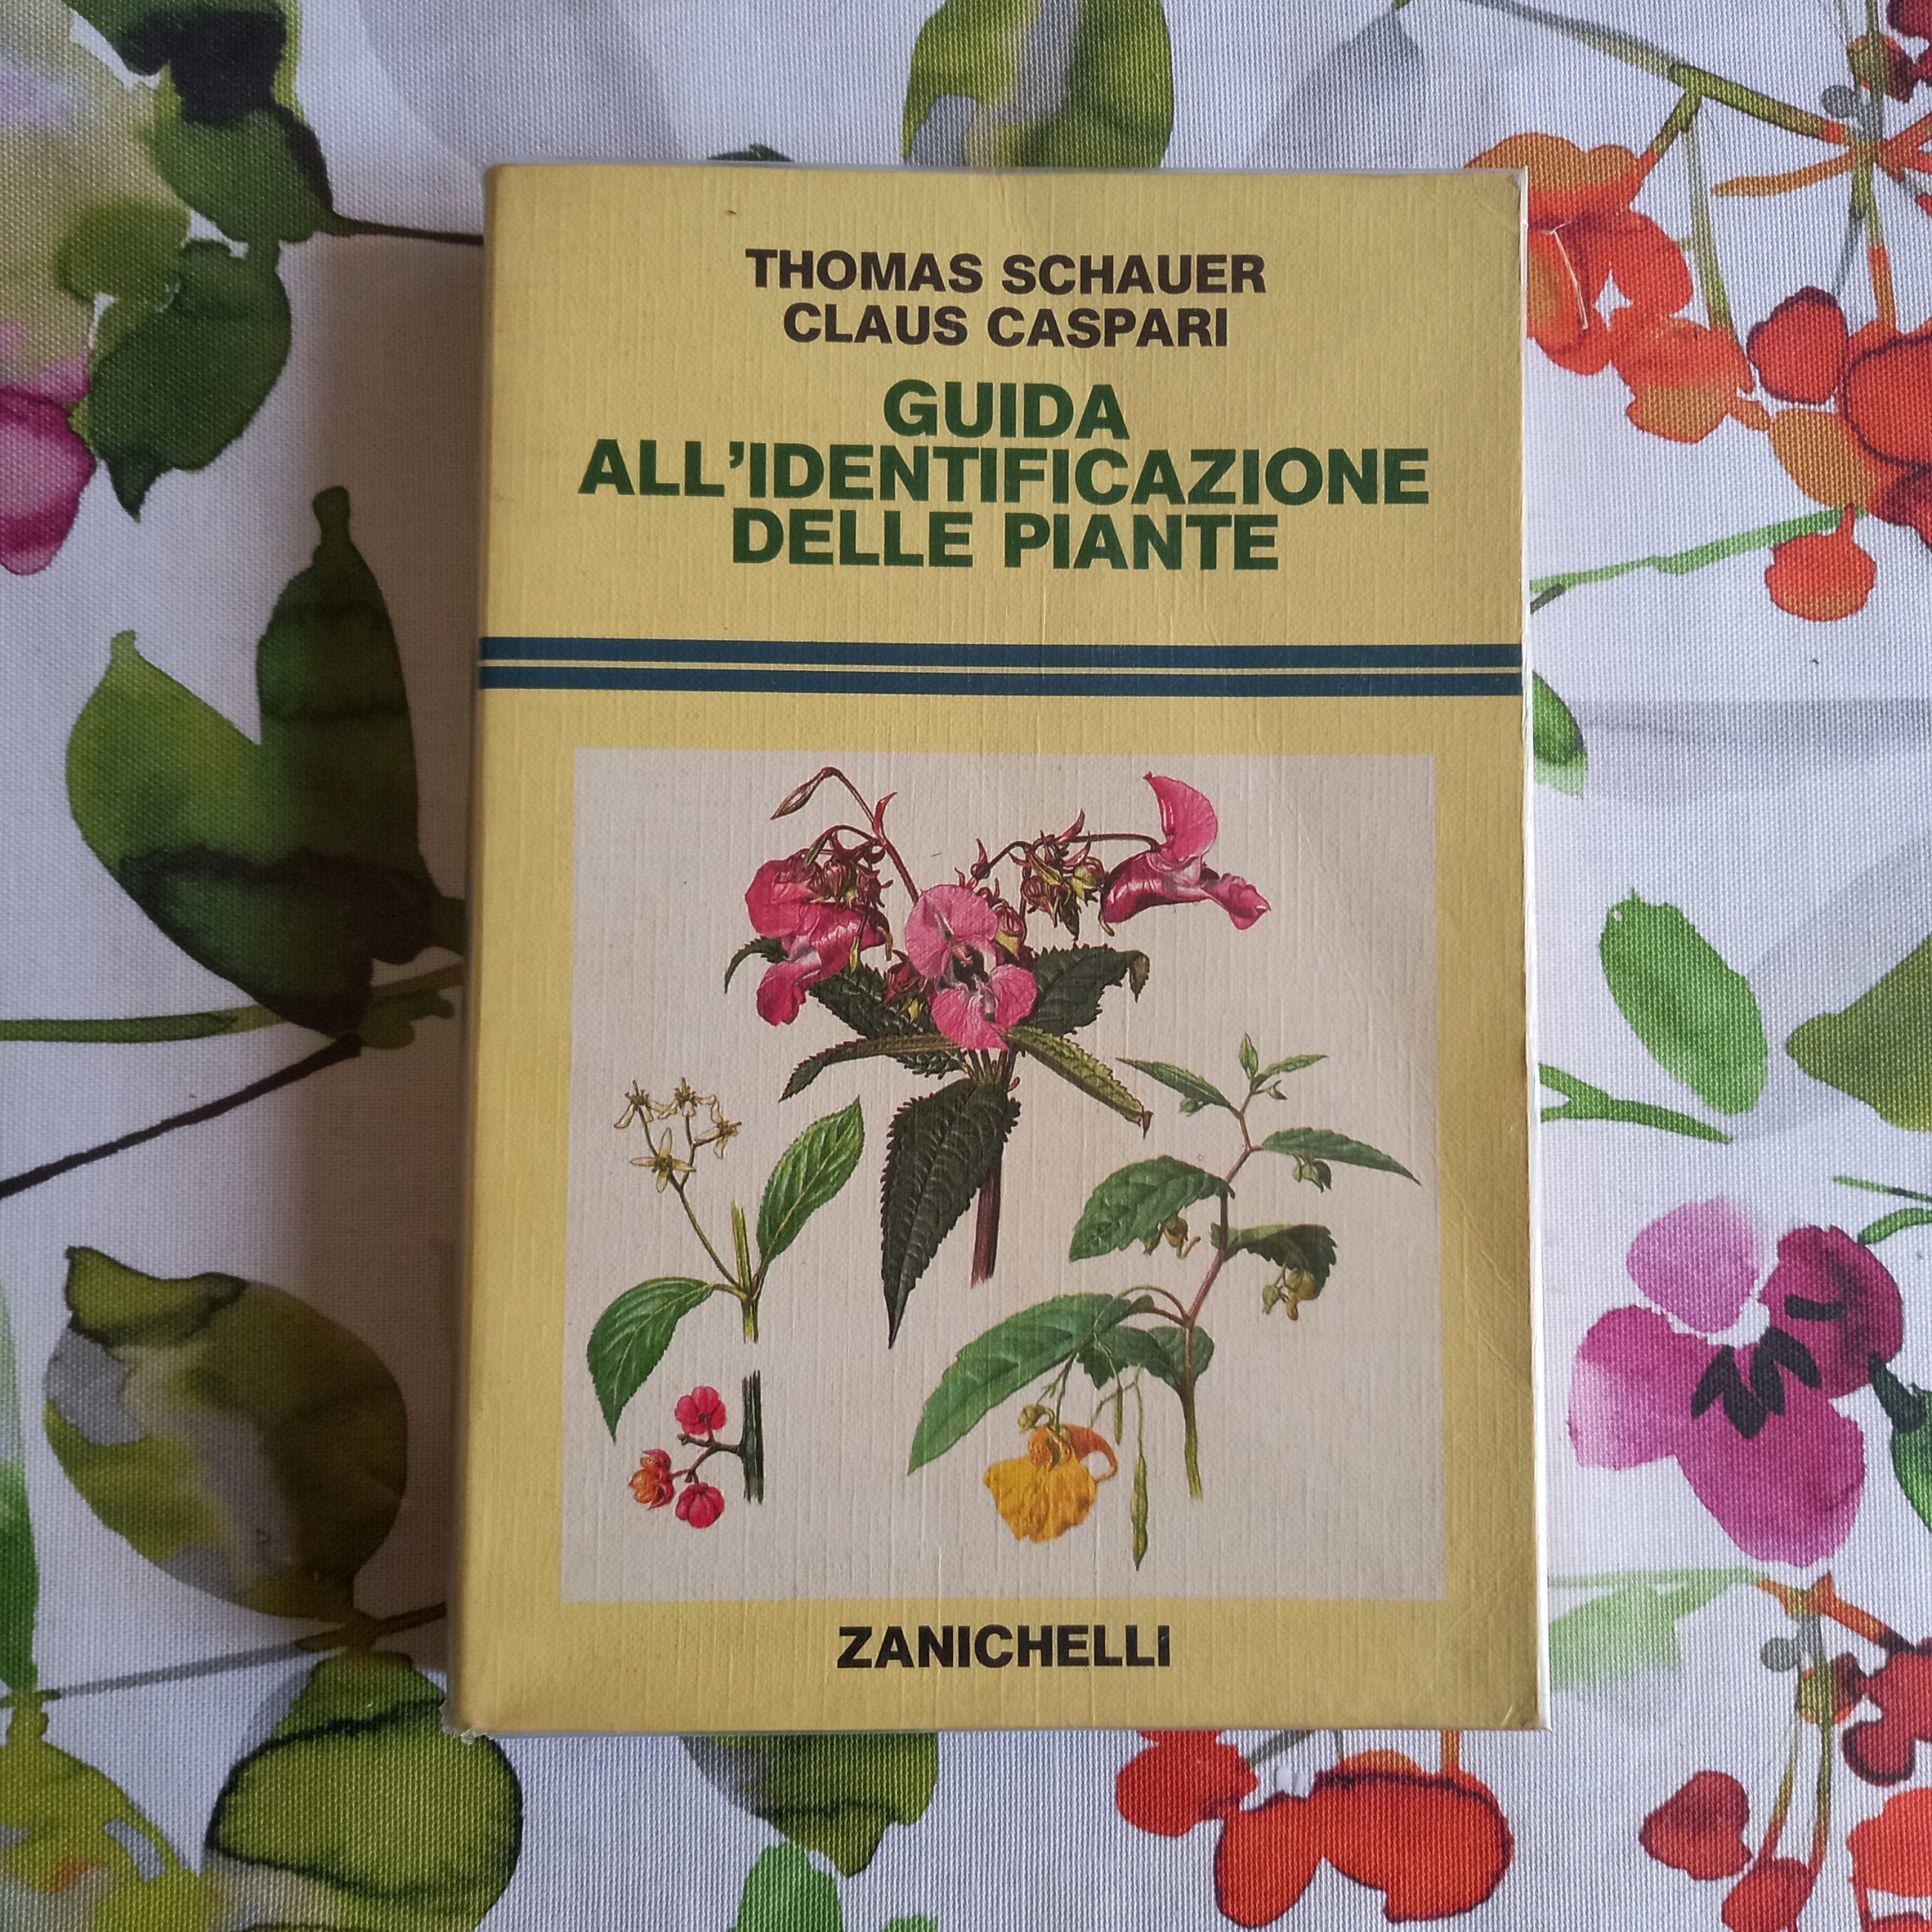 THOMAS SCHAUER
CLAUS CASPARI
GUIDA
ALL'IDENTIFICAZIONE
DELLE PIANTE
ZANICHELLI